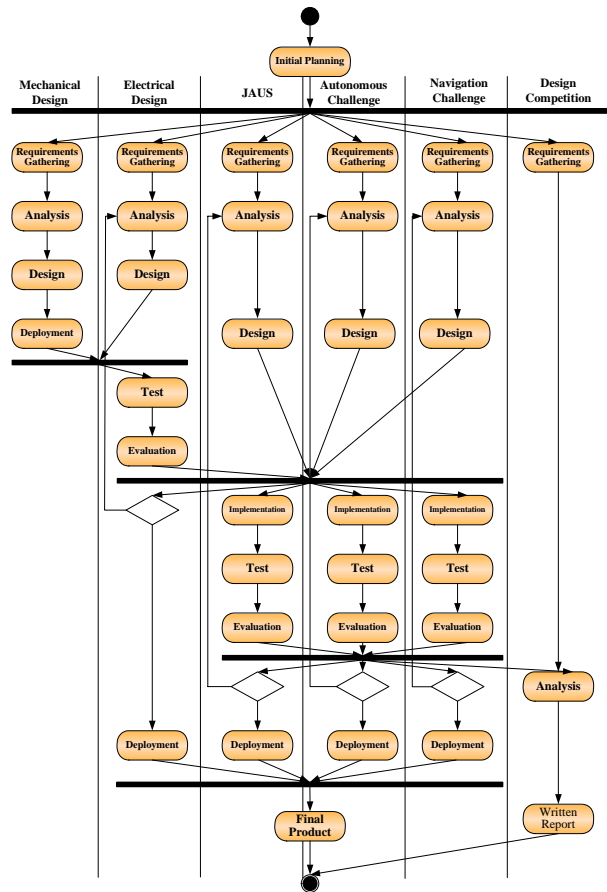 Initial Planning
Mechanical
Design
Electrical
Design
JAUS
Autonomous
Challenge
Navigation
Challenge
Design
Competition
Requirements
Gathering
Requirements
Gathering
Requirements
Gathering
Requirements
Gathering
Requirements
Gathering
Requirements
Gathering
Analysis
Analysis
Analysis
Analysis
Analysis
Design
Design
Deployment
Design
Design
Design
Test
Evaluation
Implementation
Implementation
Implementation
Test
Test
Test
Evaluation
Evaluation
Evaluation
Analysis
Deployment
Deployment
Deployment
Deployment
Final
Product
Written
Report